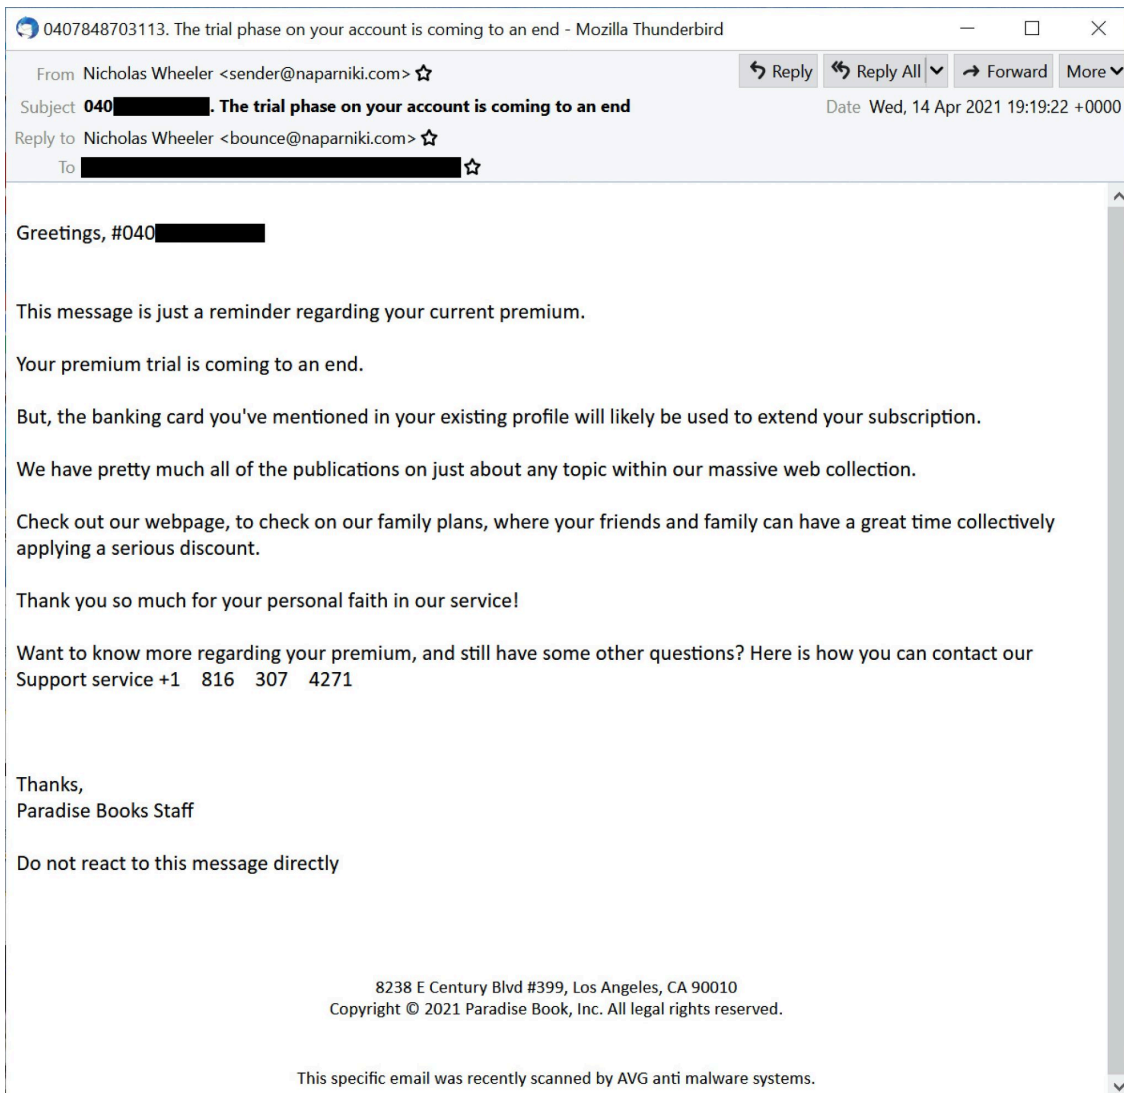 0407848703113. The trial phase on your account is coming to an end - Mozilla Thunderbird
From Nicholas Wheeler <sender@naparniki.com>
Reply Reply All Forward More
Subject 040 . The trial phase on your account is coming to an end
Date Wed, 14 Apr 2021 19:19:22 +0000
Reply to Nicholas Wheeler <bounce@naparniki.com>
To
Greetings, #040
This message is just a reminder regarding your current premium.
Your premium trial is coming to an end.
But, the banking card you've mentioned in your existing profile will likely be used to extend your subscription.
We have pretty much all of the publications on just about any topic within our massive web collection.
Check out our webpage, to check on our family plans, where your friends and family can have a great time collectively
applying a serious discount.
Thank you so much for your personal faith in our service!
Want to know more regarding your premium, and still have some other questions? Here is how you can contact our
Support service +1 816 307 4271
Thanks,
Paradise Books Staff
Do not react to this message directly
8238 E Century Blvd #399, Los Angeles, CA 90010
Copyright © 2021 Paradise Book, Inc. All legal rights reserved.
This specific email was recently scanned by AVG anti malware systems.